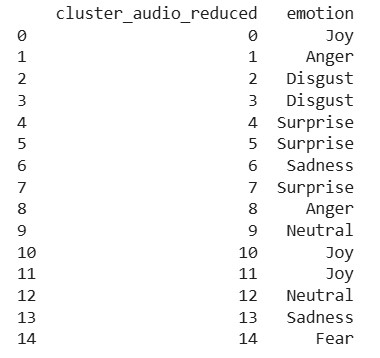 cluster_audio_reduced emotion
0 0 Joy
1 1 Anger
2 2 Disgust
3 3 Disgust
4 4 Surprise
5 5 Surprise
6 6 Sadness
7 7 Surprise
8 8 Anger
9 9 Neutral
10 10 Joy
11 11 Joy
12 12 Neutral
13 13 Sadness
14 14 Fear